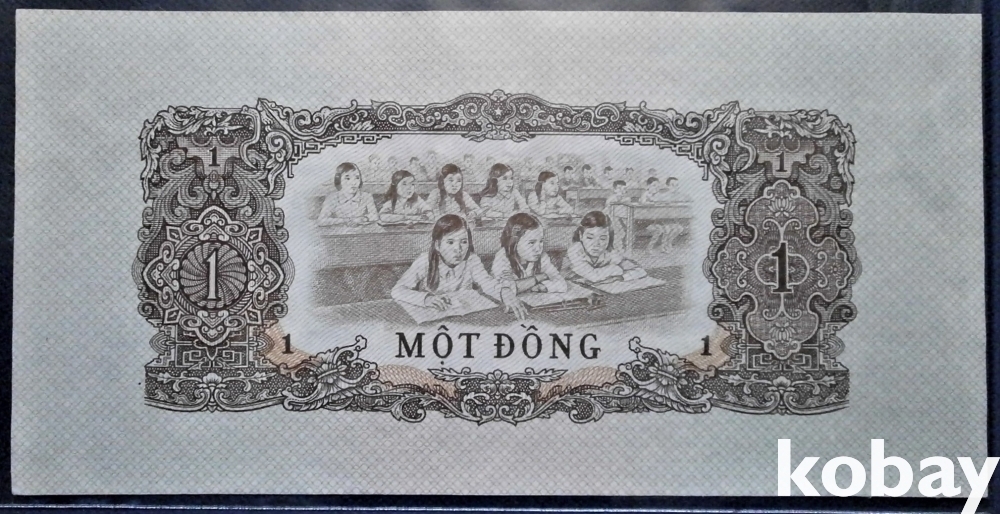 1 1
1 1
1 MỘT ĐỒNG 1
kobay